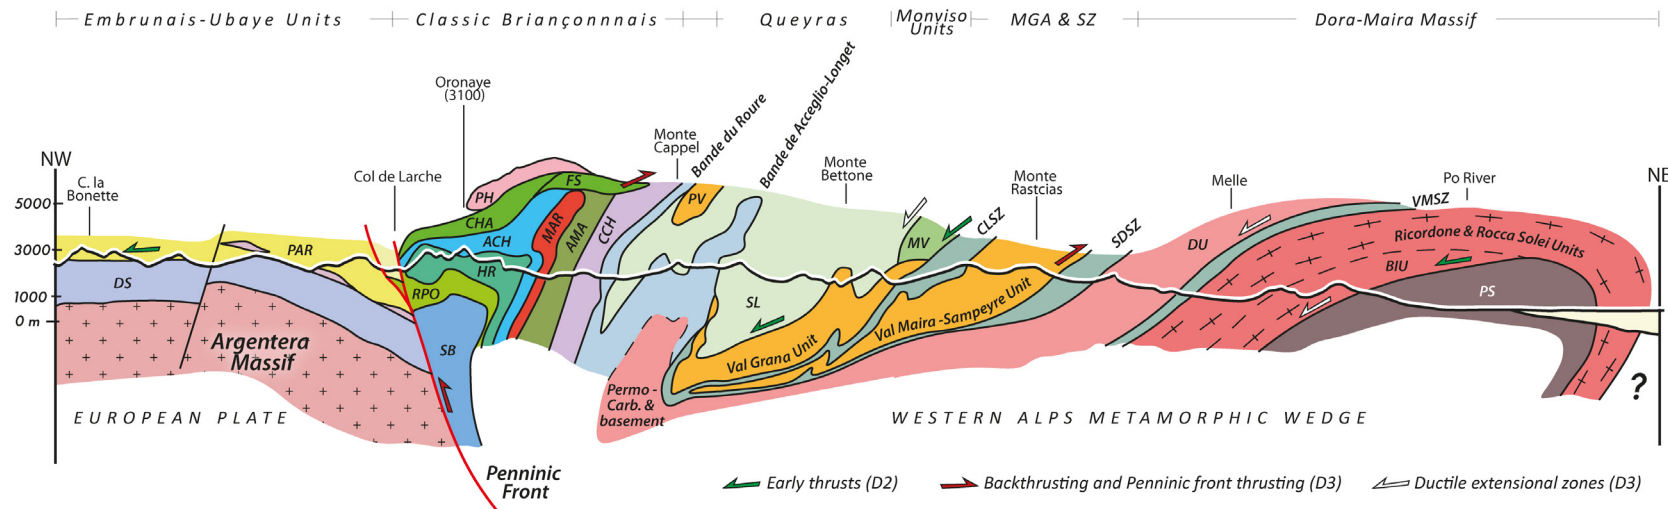 Embrunais-Ubaye Units
Classic Briançonnnais
Queyras
Monviso
Units
MGA & SZ
Dora-Maira Massif
Oronaye
(3100)
Monte
Cappel
Bande du Roure
Bande de Acceglio-Longet
Monte
Bettone
Monte
Rastcias
Melle
Po River
NW
NE
C. la
Bonette
Col de Larche
5000
3000
1000
0 m
DS
PAR
PH
CHA
FS
ACH
HR
RPO
MAR
AMA
CCH
SB
PV
SL
MV
CLSZ
SDSZ
DU
VMSZ
Ricordone & Rocca Solei Units
BIU
PS
Argentera
Massif
Val Grana Unit
Val Maira -Sampeyre Unit
Permo -
Carb. &
basement
?
EUROPEAN PLATE
WESTERN ALPS METAMORPHIC WEDGE
Penninic
Front
Early thrusts (D2)
Backthrusting and Penninic front thrusting (D3)
Ductile extensional zones (D3)